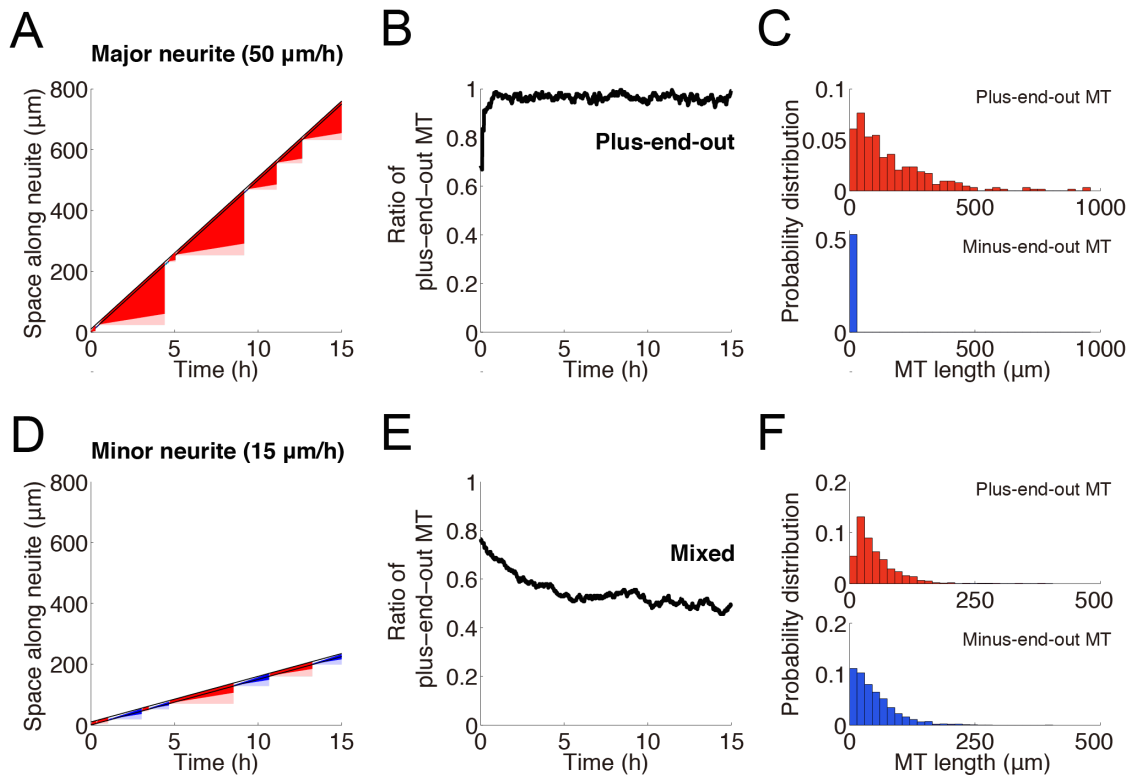 A
Major neurite (50 µm/h)
Space along neuite (µm)
800
600
400
200
0
0
5
10
15
Time (h)
B
Ratio of
plus−end−out MT
1
0.8
0.6
0.4
0.2
0
Plus-end-out
0
5
10
15
Time (h)
C
Probability distribution
0.1
0.05
0
Plus-end-out MT
0
500
1000
0.5
0
Minus-end-out MT
0
500
1000
MT length (µm)
D
Minor neurite (15 µm/h)
Space along neuite (µm)
800
600
400
200
0
0
5
10
15
Time (h)
E
Ratio of
plus−end−out MT
1
0.8
0.6
0.4
0.2
0
Mixed
0
5
10
15
Time (h)
F
Probability distribution
0.2
0.1
0
Plus-end-out MT
0
250
500
0.2
0.1
0
Minus-end-out MT
0
250
500
MT length (µm)